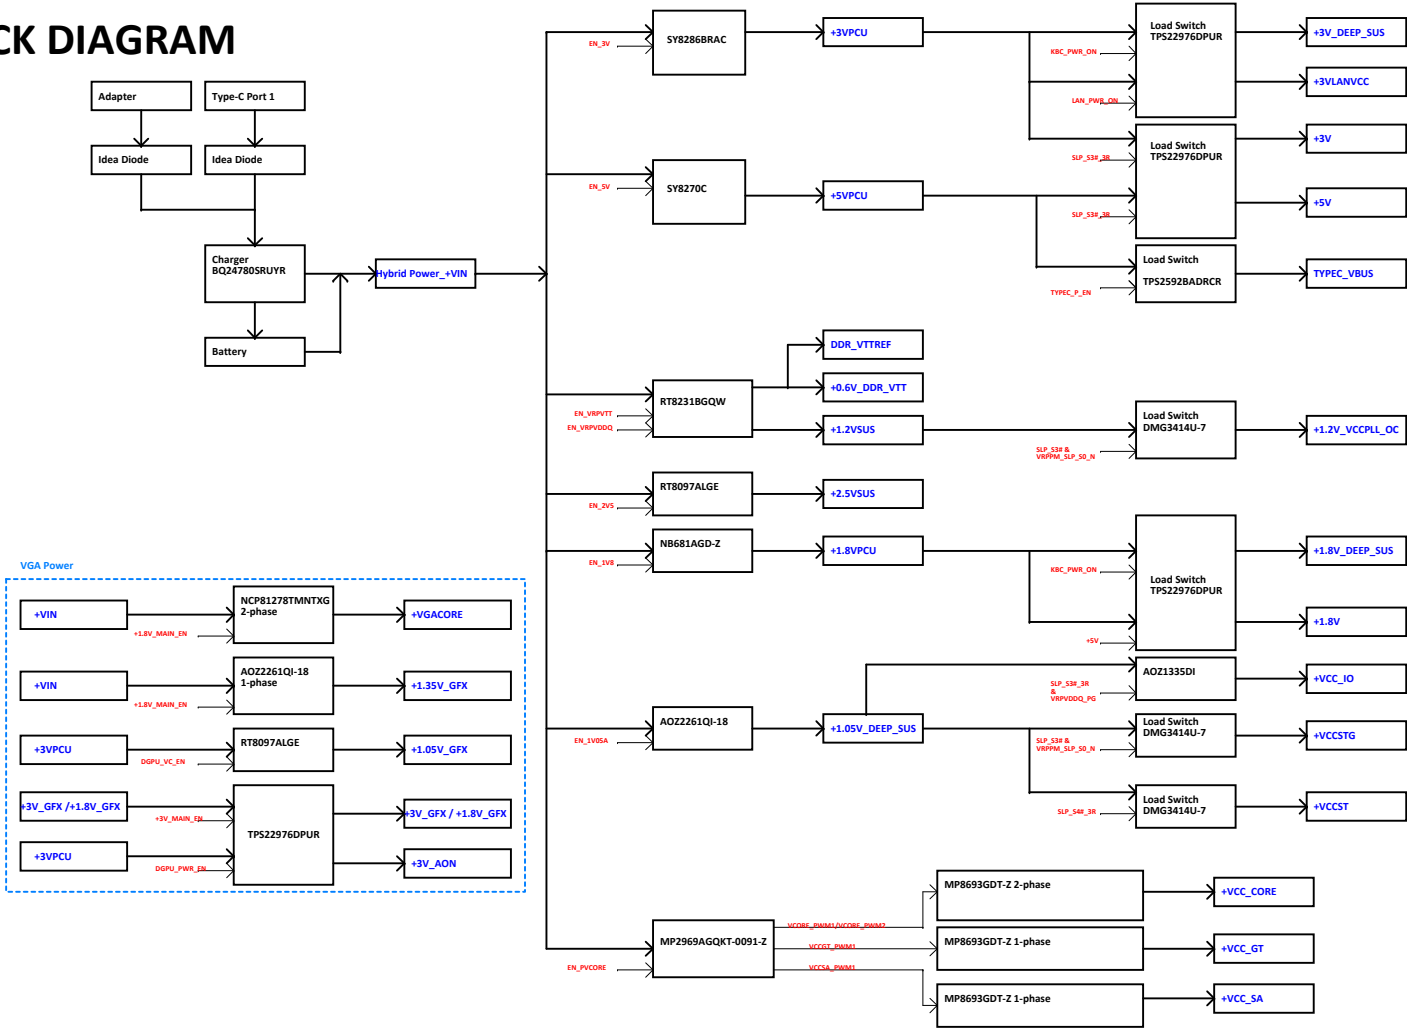 CK DIAGRAM
Adapter
Type-C Port 1
Idea Diode
Idea Diode
Charger
BQ24780SRUYR
Battery
Hybrid Power_+VIN
EN_3V
SY8286BRAC
+3VPCU
KBC_PWR_ON
LAN_PWR_ON
Load Switch
TPS22976DPUR
+3V_DEEP_SUS
+3VLANVCC
SLP_S3#_3R
SLP_S3#_3R
Load Switch
TPS22976DPUR
+3V
+5V
EN_5V
SY8270C
+5VPCU
TYPEC_P_EN
Load Switch
TPS2592BADRCR
TYPEC_VBUS
EN_VRPVTT
EN_VRPVDDQ
RT8231BGQW
DDR_VTTREF
+0.6V_DDR_VTT
+1.2VSUS
SLP_S3# &
VRPPM_SLP_S0_N
Load Switch
DMG3414U-7
+1.2V_VCCPLL_OC
EN_2V5
RT8097ALGE
+2.5VSUS
EN_1V8
NB681AGD-Z
+1.8VPCU
KBC_PWR_ON
+5V
Load Switch
TPS22976DPUR
+1.8V_DEEP_SUS
+1.8V
EN_1V05A
AOZ2261QI-18
+1.05V_DEEP_SUS
SLP_S3#_3R
&
VRPVDDQ_PG
AOZ1335DI
+VCC_IO
SLP_S3# &
VRPPM_SLP_S0_N
Load Switch
DMG3414U-7
+VCCSTG
SLP_S4#_3R
Load Switch
DMG3414U-7
+VCCST
EN_PVCORE
MP2969AGQKT-0091-Z
VCORE_PWM1/VCORE_PWM2
VCCGT_PWM1
VCCSA_PWM1
MP8693GDT-Z 2-phase
+VCC_CORE
MP8693GDT-Z 1-phase
+VCC_GT
MP8693GDT-Z 1-phase
+VCC_SA
VGA Power
+VIN
+1.8V_MAIN_EN
NCP81278TMNTXG
2-phase
+VGACORE
+VIN
+1.8V_MAIN_EN
AOZ2261QI-18
1-phase
+1.35V_GFX
+3VPCU
DGPU_VC_EN
RT8097ALGE
+1.05V_GFX
+3V_GFX /+1.8V_GFX
+3V_MAIN_EN
+3VPCU
DGPU_PWR_EN
TPS22976DPUR
+3V_GFX / +1.8V_GFX
+3V_AON